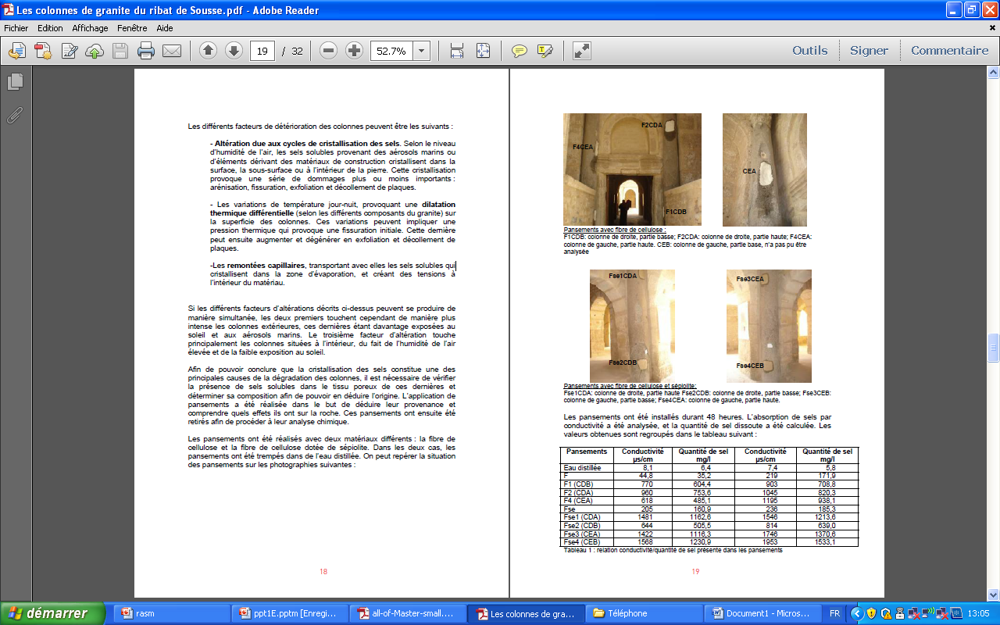 Les colonnes de granite du ribat de Sousse.pdf - Adobe Reader
Fichier Edition Affichage Fenêtre Aide
19 / 32 52.7% Outils Signer Commentaire
Les différents facteurs de détérioration des colonnes peuvent être les suivants :
- Altération due aux cycles de cristallisation des sels. Selon le niveau
d'humidité de l'air, les sels solubles provenant des aérosols marins ou
d'éléments dérivant des matériaux de construction cristallisent dans la
surface, la sous-surface ou à l'intérieur de la pierre. Cette cristallisation
provoque une série de dommages plus ou moins importants :
arénisation, fissuration, exfoliation et décollement de plaques.
- Les variations de température jour-nuit, provoquant une dilatation
thermique différentielle (selon les différents composants du granite) sur
la superficie des colonnes. Ces variations peuvent impliquer une
pression thermique qui provoque une fissuration initiale. Cette dernière
peut ensuite augmenter et dégénérer en exfoliation et décollement de
plaques.
-Les remontées capillaires, transportant avec elles les sels solubles qui
cristallisent dans la zone d'évaporation, et créant des tensions à
l'intérieur du matériau.
Si les différents facteurs d'altérations décrits ci-dessus peuvent se produire de
manière simultanée, les deux premiers touchent cependant de manière plus
intense les colonnes extérieures, ces dernières étant davantage exposées au
soleil et aux aérosols marins. Le troisième facteur d'altération touche
principalement les colonnes situées à l'intérieur, du fait de l'humidité de l'air
élevée et de la faible exposition au soleil.
Afin de pouvoir conclure que la cristallisation des sels constitue une des
principales causes de la dégradation des colonnes, il est nécessaire de vérifier
la présence de sels solubles dans le tissu poreux de ces dernières et
déterminer sa composition afin de pouvoir en déduire l'origine. L'application de
pansements a été réalisée dans le but de déduire leur provenance et
comprendre quels effets ils ont sur la roche. Ces pansements ont ensuite été
retirés afin de procéder à leur analyse chimique.
Les pansements ont été réalisés avec deux matériaux différents : la fibre de
cellulose et la fibre de cellulose dotée de sépiolite. Dans les deux cas, les
pansements ont été trempés dans de l'eau distillée. On peut repérer la situation
des pansements sur les photographies suivantes :
18
F2CDA
F4CEA
F1CDB
CEA
Pansements avec fibre de cellulose :
F1CDB: colonne de droite, partie basse; F2CDA: colonne de droite, partie haute; F4CEA:
colonne de gauche, partie haute. CEB: colonne de gauche, partie base, n'a pas pu être
analysée
Fse1CDA
Fse2CDB
Fse3CEA
Fse4CEB
Pansements avec fibre de cellulose et sépiolite:
Fse1CDA: colonne de droite, partie haute Fse2CDB: colonne de droite, partie basse; Fse3CEB:
colonne de gauche, partie basse; Fse4CEA: colonne de gauche, partie haute.
Les pansements ont été installés durant 48 heures. L'absorption de sels par
conductivité a été analysée, et la quantité de sel dissoute a été calculée. Les
valeurs obtenues sont regroupés dans le tableau suivant :
Pansements Conductivité Quantité de sel Conductivité Quantité de sel
µs/cm mg/l µs/cm mg/l
Eau distillée 8,1 6,4 7,4 5,8
F 44,8 35,2 219 171,9
F1 (CDB) 770 604,4 903 708,8
F2 (CDA) 960 753,6 1045 820,3
F4 (CEA) 618 485,1 1195 938,1
Fse 205 160,9 236 185,3
Fse1 (CDA) 1481 1162,6 1546 1213,6
Fse2 (CDB) 644 505,5 814 639,0
Fse3 (CEA) 1422 1116,3 1746 1370,6
Fse4 (CEB) 1568 1230,9 1953 1533,1
Tableau 1 : relation conductivité/quantité de sel présente dans les pansements
19
démarrer rasm ppt1E.pptm [Enregi... all-of-Master-small.... Les colonnes de gra... Téléphone Document1 - Micros... FR 13:05